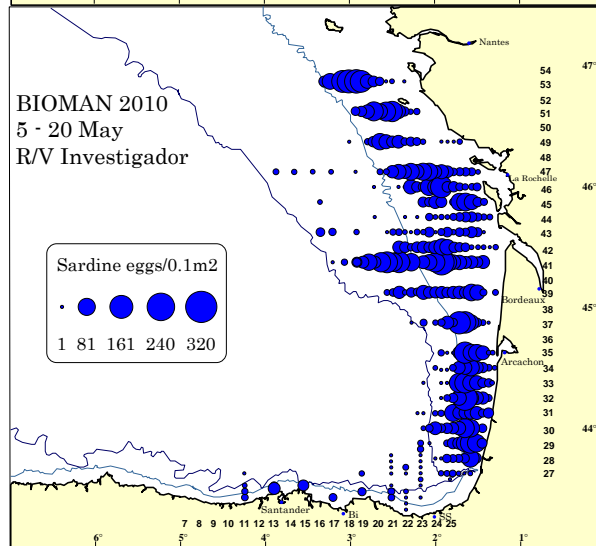 Nantes
47°
54
53
BIOMAN 2010
5 - 20 May
R/V Investigador
52
51
50
49
48
La Rochelle
47
46
46°
45
44
43
42
41
40
39
Bordeaux
38
45°
37
36
35
Arcachon
34
33
32
31
30
44°
29
28
27
Sardine eggs/0.1m2
1 81 161 240 320
Santander
Bi
SS
7 8 9 10 11 12 13 14 15 16 17 18 19 20 21 22 23 24 25
6° 5° 4° 3° 2° 1°